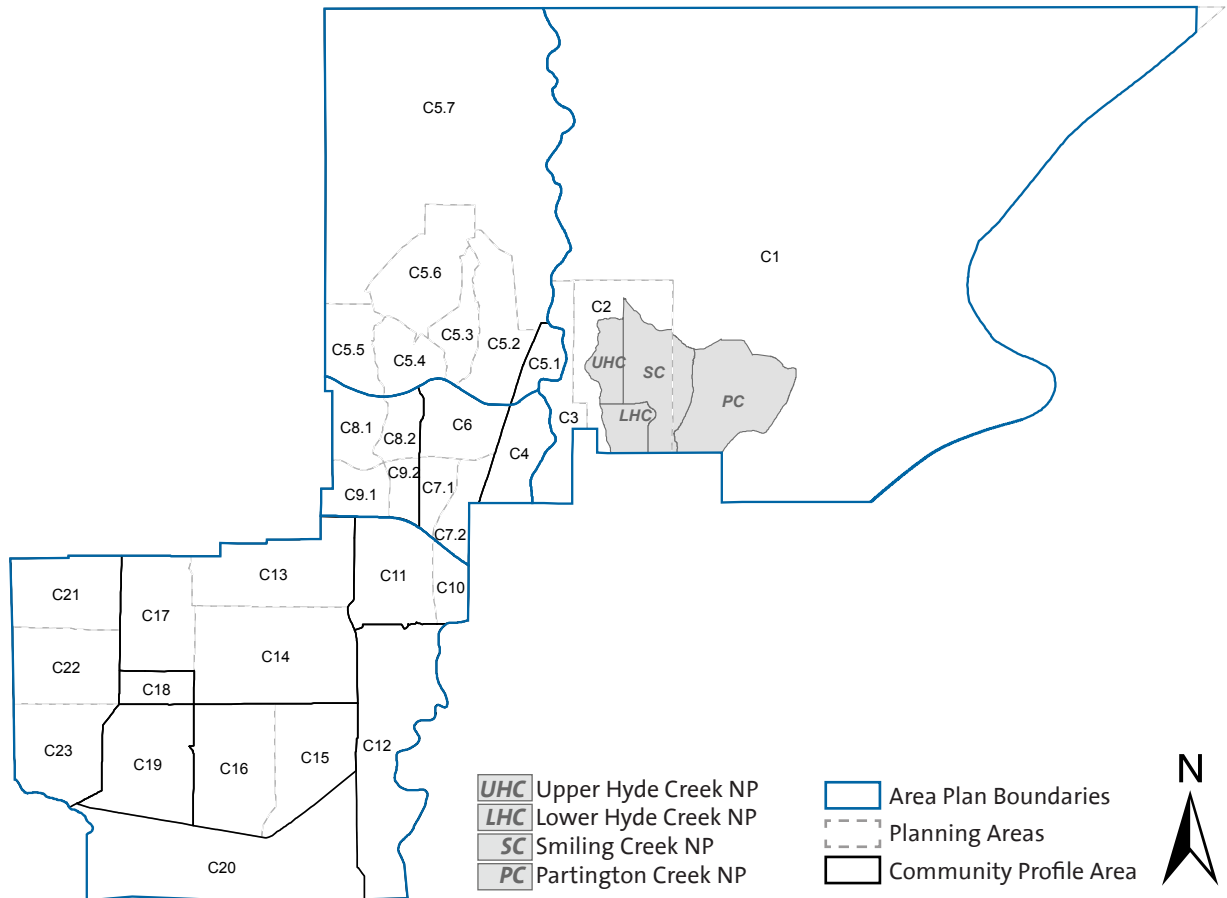 C5.7
C1
C5.6
C2
C5.3
C5.2
C5.5
C5.4
C5.1
UHC
SC
PC
LHC
C3
C8.1
C8.2
C6
C4
C9.2
C9.1
C7.1
C7.2
C13
C11
C10
C21
C17
C14
C22
C18
C12
C23
C19
C16
C15
C20
UHC Upper Hyde Creek NP
LHC Lower Hyde Creek NP
SC Smiling Creek NP
PC Partington Creek NP
Area Plan Boundaries
Planning Areas
Community Profile Area
N